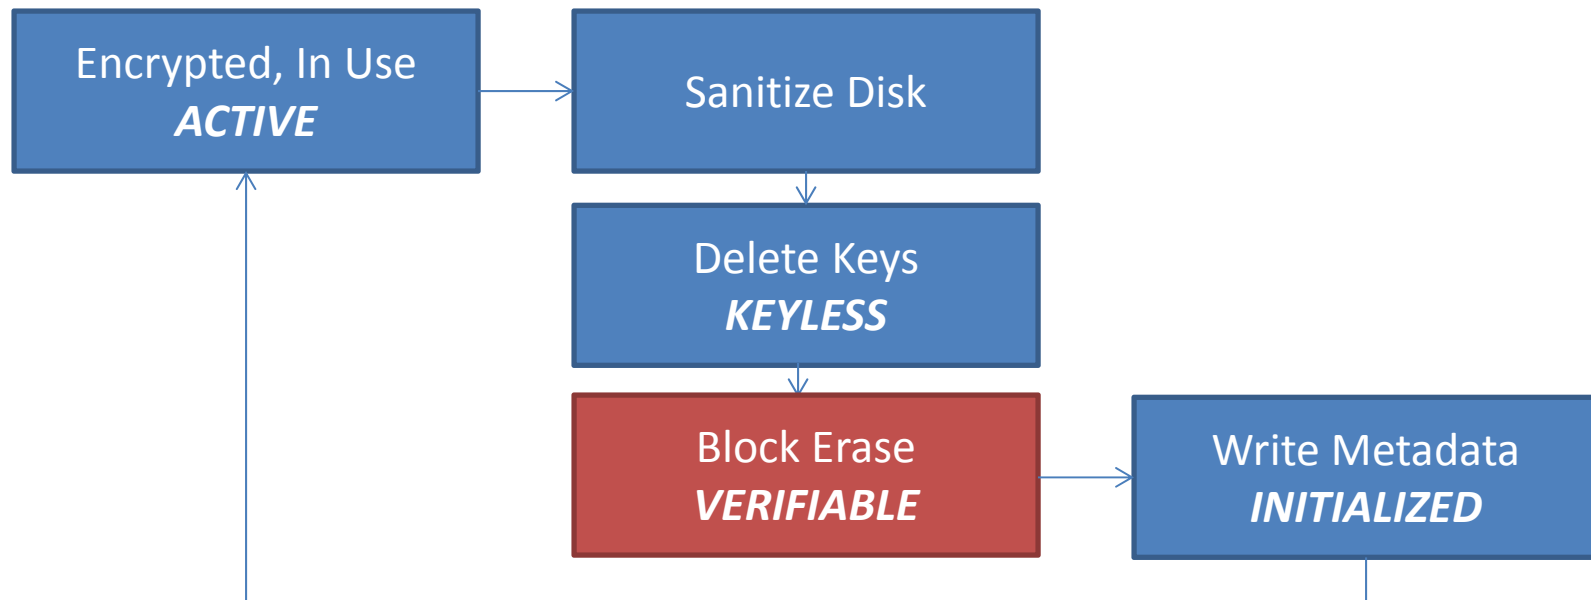 Encrypted, In Use
ACTIVE
Sanitize Disk
Delete Keys
KEYLESS
Block Erase
VERIFIABLE
Write Metadata
INITIALIZED